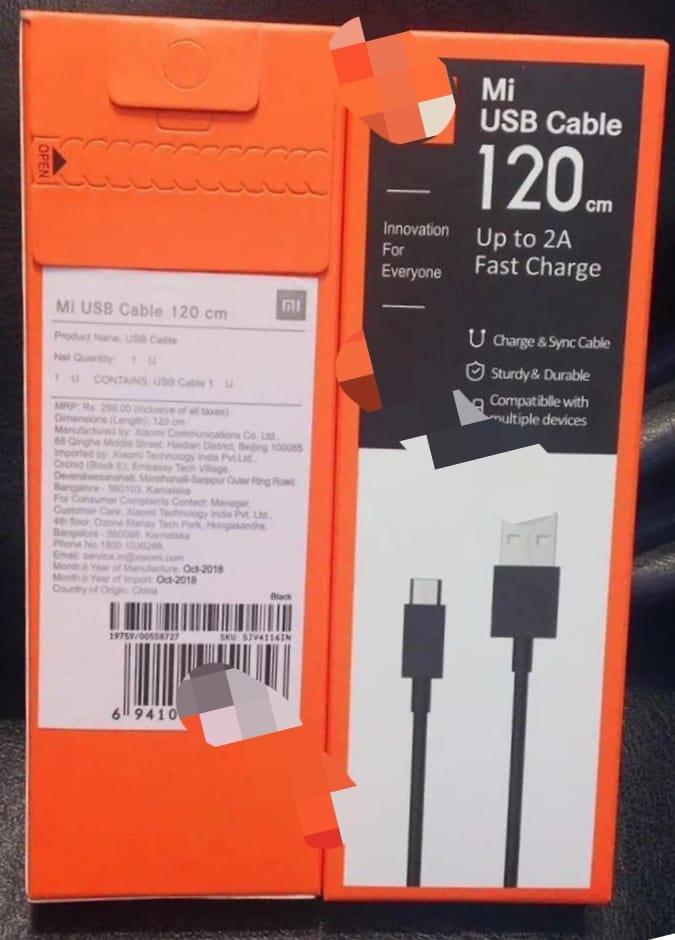 OPEN
Mi USB Cable 120 cm
mi
Product Name: USB Cable
Net Quantity: 1 U
1 U CONTAINS: USB Cable 1 U
MRP: Rs. 299.00 (inclusive of all taxes)
Dimensions (Length): 120 cm
Manufactured by: Xiaomi Communications Co. Ltd.,
68 Qinghe Middle Street, Haidian District, Beijing 100085
Imported by: Xiaomi Technology India Pvt.Ltd.,
Orchid (Block E), Embassy Tech Village,
Marathahalli-Sarjapur Outer Ring Road,
Bangalore - 560103, Karnataka
For Consumer Complaints Contact: Manager,
Customer Care, Xiaomi Technology India Pvt. Ltd.,
4th floor, Ozone Manay Tech Park, Hongasandra,
Bangalore - 560068, Karnataka
Phone No.1800 1036286
Email: service.in@xiaomi.com
Month & Year of Manufacture: Oct-2018
Month & Year of Import: Oct-2018
Country of Origin: China
Black
19759/00558727 SKU: SJV4116IN
6 9410
Mi
USB Cable
120 cm
Up to 2A
Fast Charge
Innovation
For
Everyone
Charge & Sync Cable
Sturdy & Durable
Compatiblle with
multiple devices